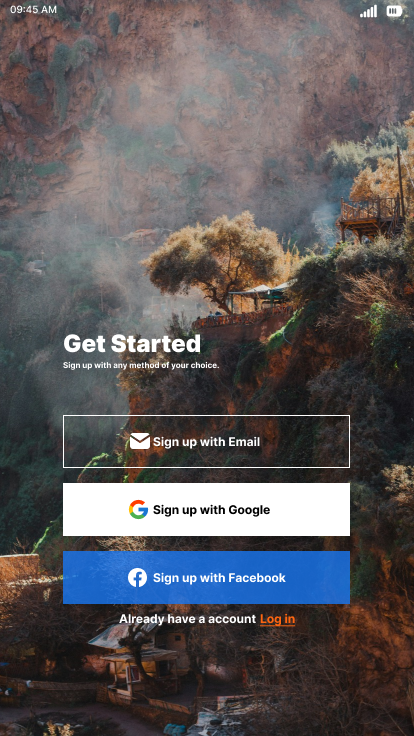 09:45 AM
Get Started
Sign up with any method of your choice.
Sign up with Email
Sign up with Google
Sign up with Facebook
Already have a account Log in